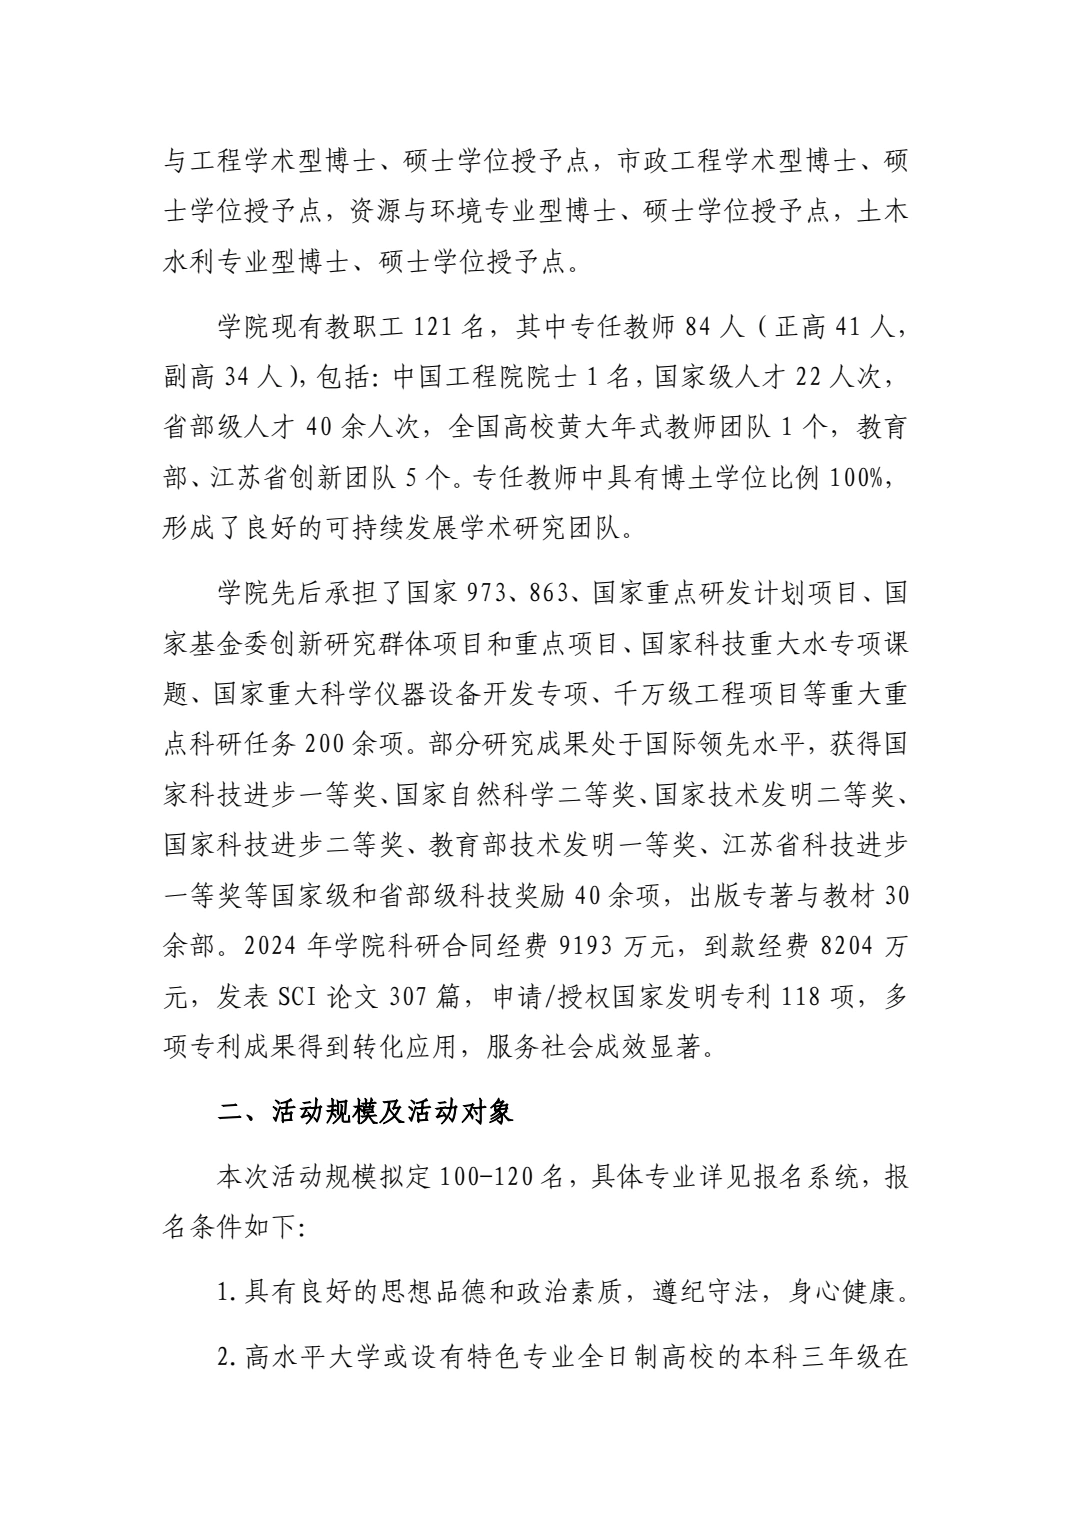 与工程学术型博士、硕士学位授予点，市政工程学术型博士、硕
士学位授予点，资源与环境专业型博士、硕士学位授予点，土木
水利专业型博士、硕士学位授予点。
学院现有教职工 121 名，其中专任教师 84 人（正高 41 人，
副高 34 人），包括：中国工程院院士 1 名，国家级人才 22 人次，
省部级人才 40 余人次，全国高校黄大年式教师团队 1 个，教育
部、江苏省创新团队 5 个。专任教师中具有博土学位比例 100%，
形成了良好的可持续发展学术研究团队。
学院先后承担了国家 973、863、国家重点研发计划项目、国
家基金委创新研究群体项目和重点项目、国家科技重大水专项课
题、国家重大科学仪器设备开发专项、千万级工程项目等重大重
点科研任务 200 余项。部分研究成果处于国际领先水平，获得国
家科技进步一等奖、国家自然科学二等奖、国家技术发明二等奖、
国家科技进步二等奖、教育部技术发明一等奖、江苏省科技进步
一等奖等国家级和省部级科技奖励 40 余项，出版专著与教材 30
余部。2024 年学院科研合同经费 9193 万元，到款经费 8204 万
元，发表 SCI 论文 307 篇，申请/授权国家发明专利 118 项，多
项专利成果得到转化应用，服务社会成效显著。
二、活动规模及活动对象
本次活动规模拟定 100-120 名，具体专业详见报名系统，报
名条件如下：
1.具有良好的思想品德和政治素质，遵纪守法，身心健康。
2.高水平大学或设有特色专业全日制高校的本科三年级在